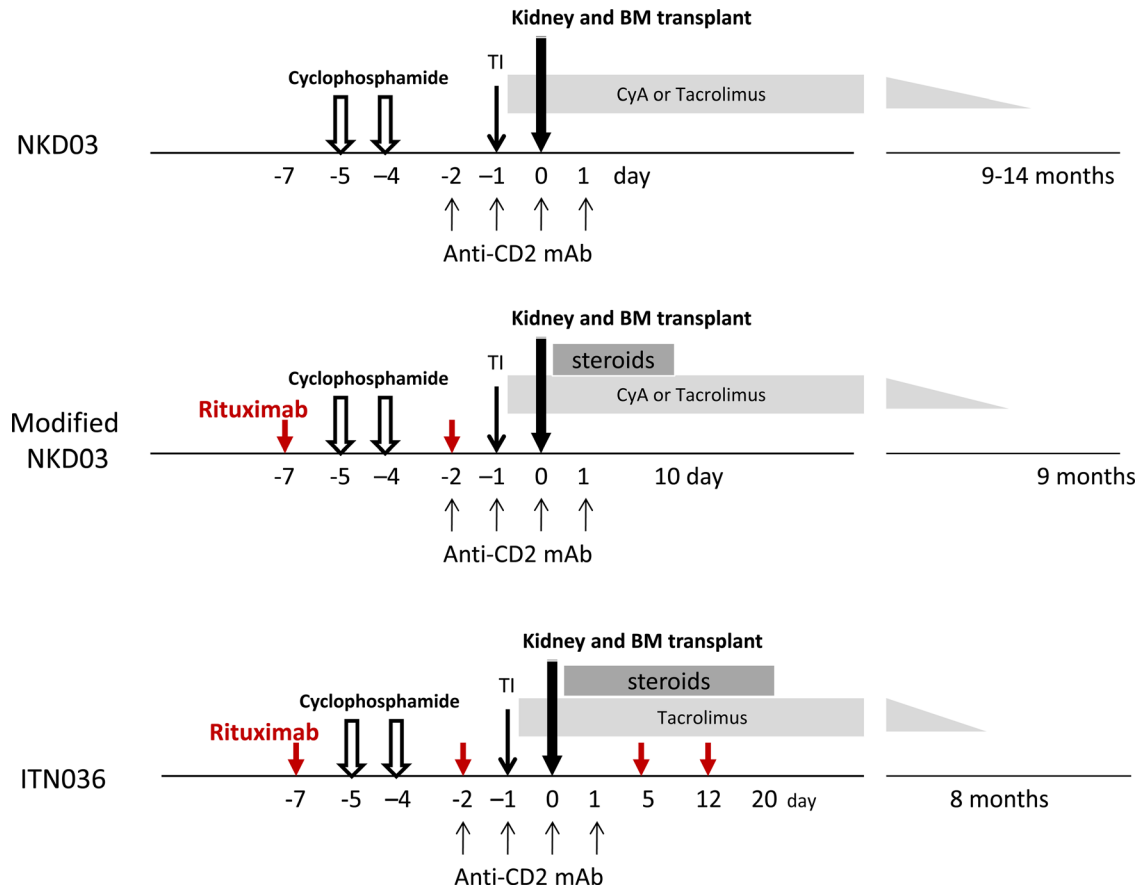 Kidney and BM transplant
TI
Cyclophosphamide
CyA or Tacrolimus
NKD03
-7 -5 –4 -2 –1 0 1 day
9-14 months
Anti-CD2 mAb
Kidney and BM transplant
TI
steroids
Cyclophosphamide
CyA or Tacrolimus
Rituximab
Modified
NKD03
-7 -5 –4 -2 –1 0 1 10 day
9 months
Anti-CD2 mAb
Kidney and BM transplant
TI
steroids
Cyclophosphamide
Tacrolimus
Rituximab
ITN036
-7 -5 –4 -2 –1 0 1 5 12 20 day
8 months
Anti-CD2 mAb